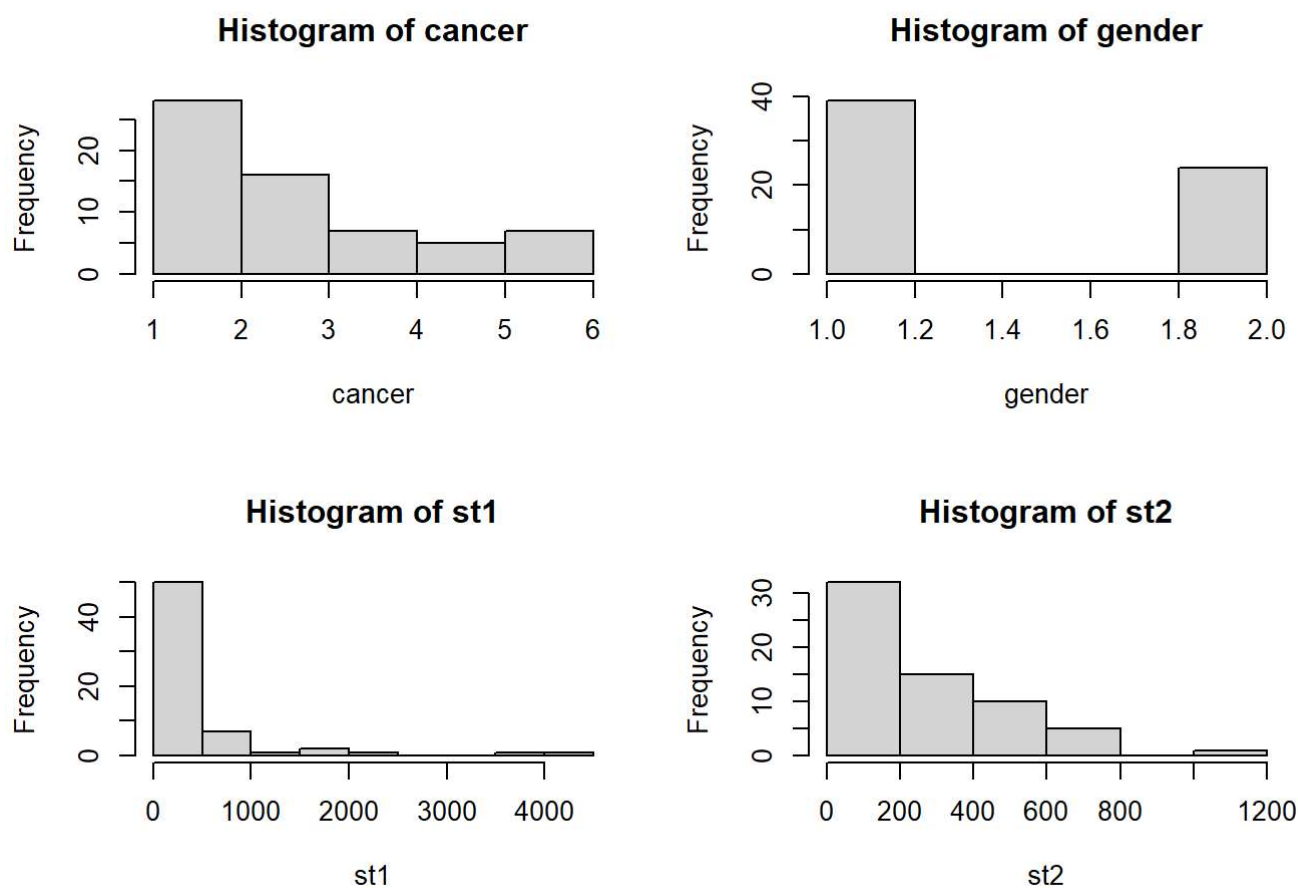 Histogram of cancer
Frequency
0 10 20
1 2 3 4 5 6
cancer
Histogram of gender
Frequency
0 20 40
1.0 1.2 1.4 1.6 1.8 2.0
gender
Histogram of st1
Frequency
0 20 40
0 1000 2000 3000 4000
st1
Histogram of st2
Frequency
0 10 20 30
0 200 400 600 800 1200
st2